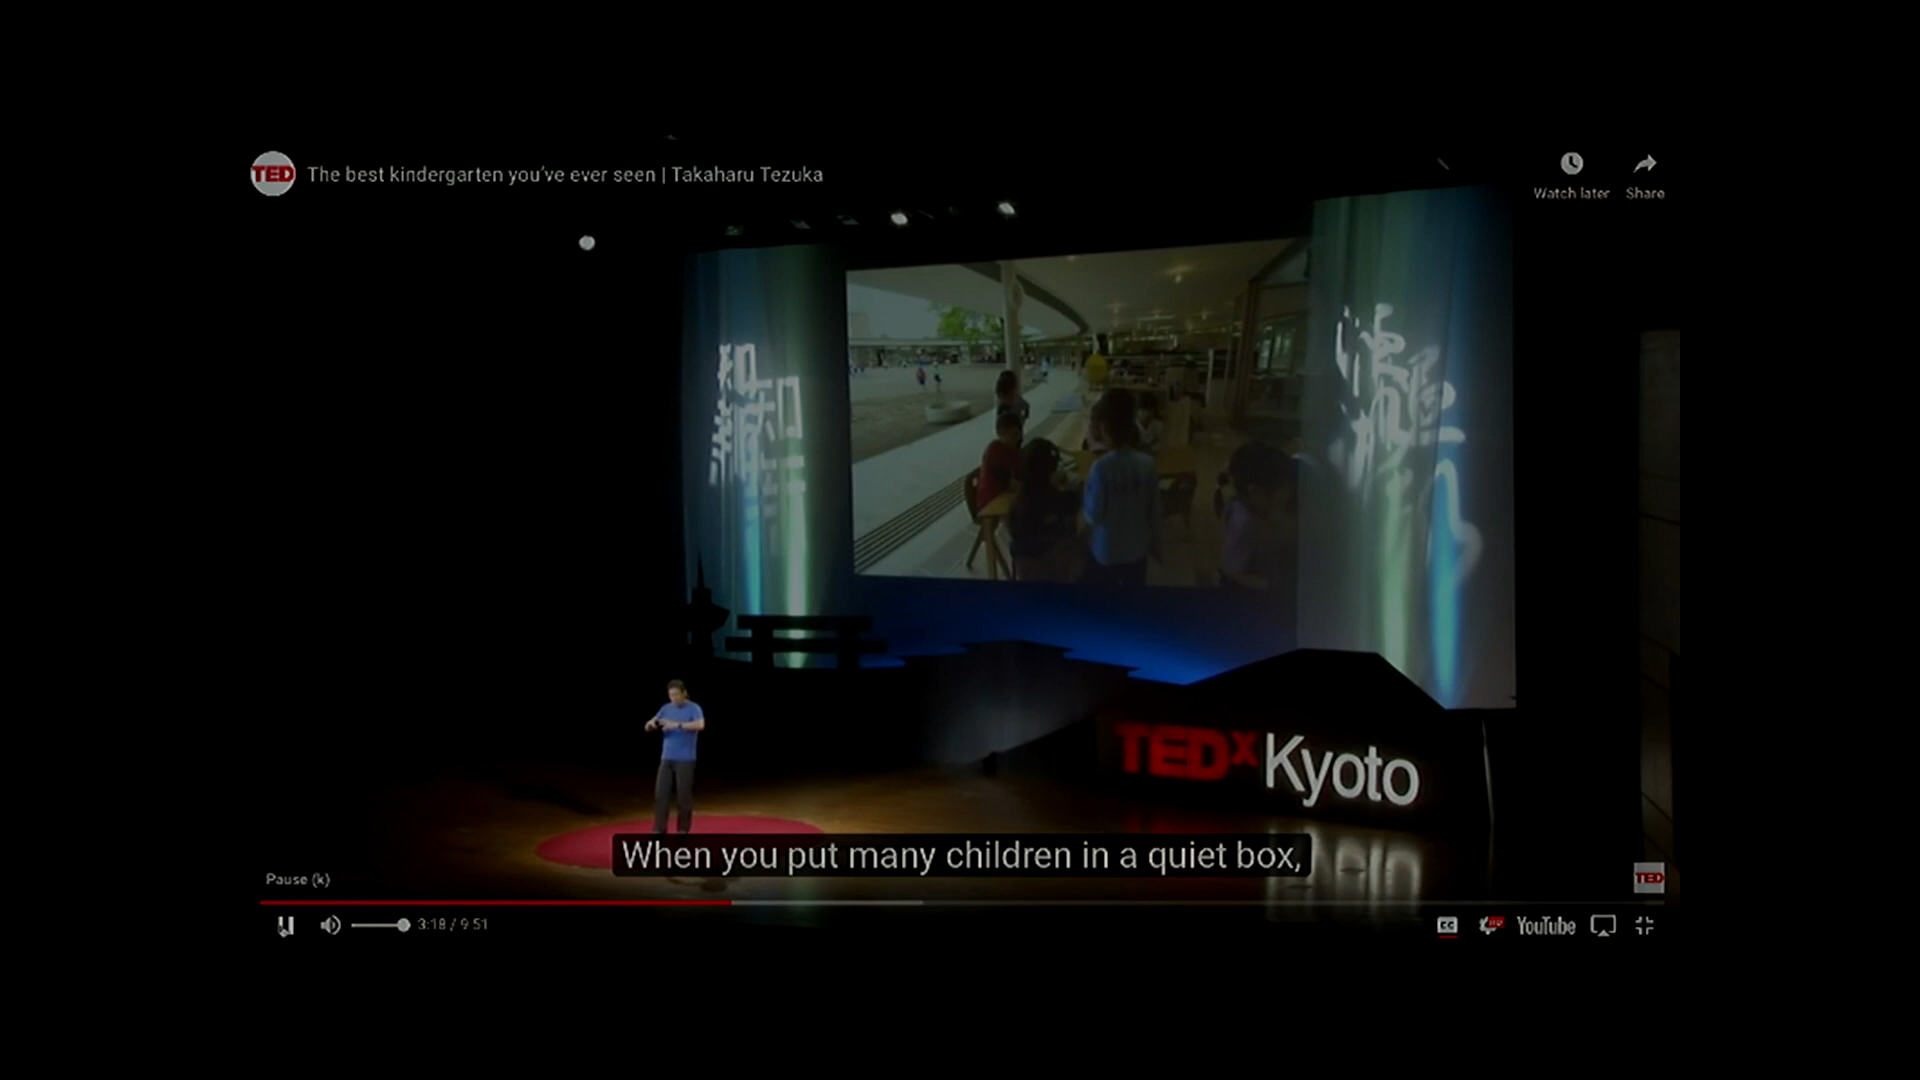 TED
The best kindergarten you've ever seen | Takaharu Tezuka
Watch later
Share
TEDx Kyoto
When you put many children in a quiet box,
Pause (k)
TED
3:18 / 9:51
CC
YouTube